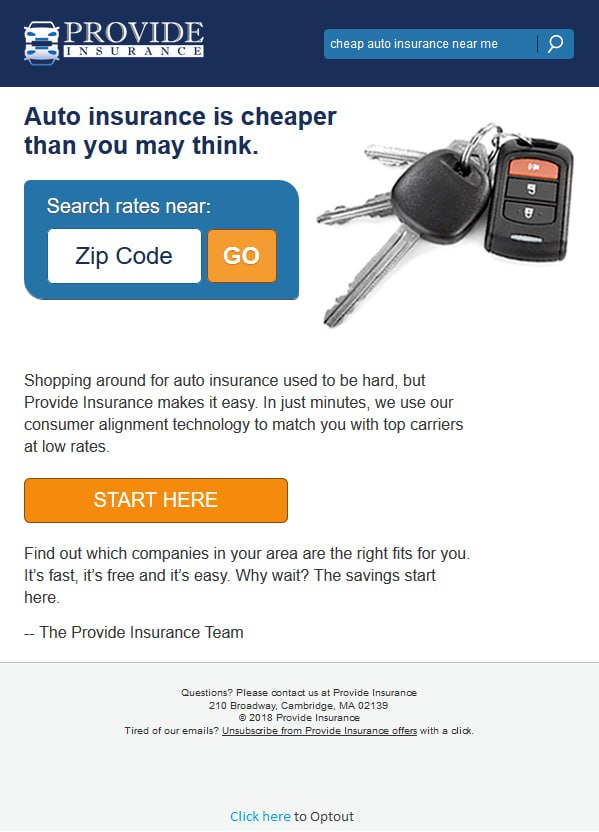 PROVIDE
INSURANCE
cheap auto insurance near me
Auto insurance is cheaper
than you may think.
Search rates near:
Zip Code GO
Shopping around for auto insurance used to be hard, but
Provide Insurance makes it easy. In just minutes, we use our
consumer alignment technology to match you with top carriers
at low rates.
START HERE
Find out which companies in your area are the right fits for you.
It's fast, it's free and it's easy. Why wait? The savings start
here.
-- The Provide Insurance Team
Questions? Please contact us at Provide Insurance
210 Broadway, Cambridge, MA 02139
© 2018 Provide Insurance
Tired of our emails? Unsubscribe from Provide Insurance offers with a click.
Click here to Optout